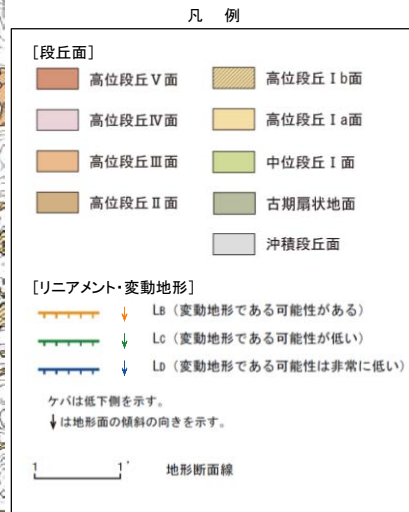 凡 例
[段丘面]
高位段丘Ⅴ面
高位段丘Ⅳ面
高位段丘Ⅲ面
高位段丘Ⅱ面
高位段丘Ⅰb面
高位段丘Ⅰa面
中位段丘Ⅰ面
古期扇状地面
沖積段丘面
[リニアメント・変動地形]
LB（変動地形である可能性がある）
LC（変動地形である可能性が低い）
LD（変動地形である可能性は非常に低い）
ケバは低下側を示す。
↓は地形面の傾斜の向きを示す。
1 1' 地形断面線